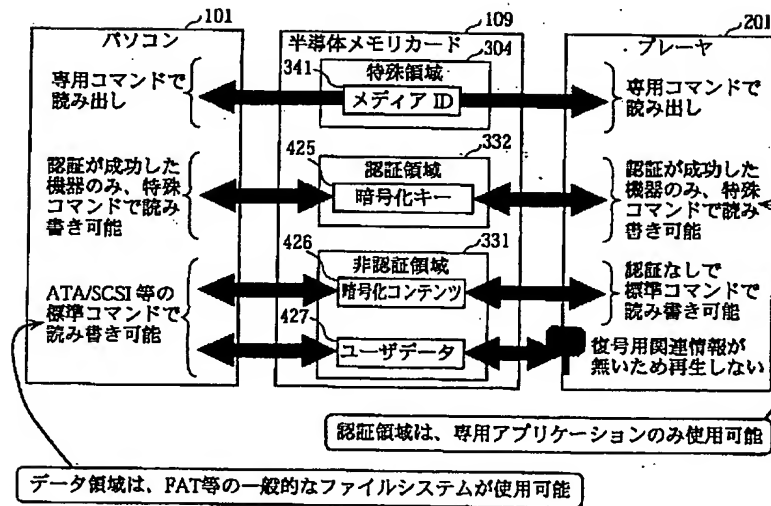 101
109
201
パソコン
半導体メモリカード
プレーヤ
304
特殊領域
341
メディア ID
専用コマンドで
読み出し
専用コマンドで
読み出し
332
認証領域
425
暗号化キー
認証が成功した
機器のみ、特殊
コマンドで読み
書き可能
認証が成功した
機器のみ、特殊
コマンドで読み
書き可能
331
非認証領域
426
暗号化コンテンツ
427
ユーザデータ
ATA/SCSI 等の
標準コマンドで
読み書き可能
認証なしで
標準コマンドで
読み書き可能
復号用関連情報が
無いため再生しない
認証領域は、専用アプリケーションのみ使用可能
データ領域は、FAT等の一般的なファイルシステムが使用可能